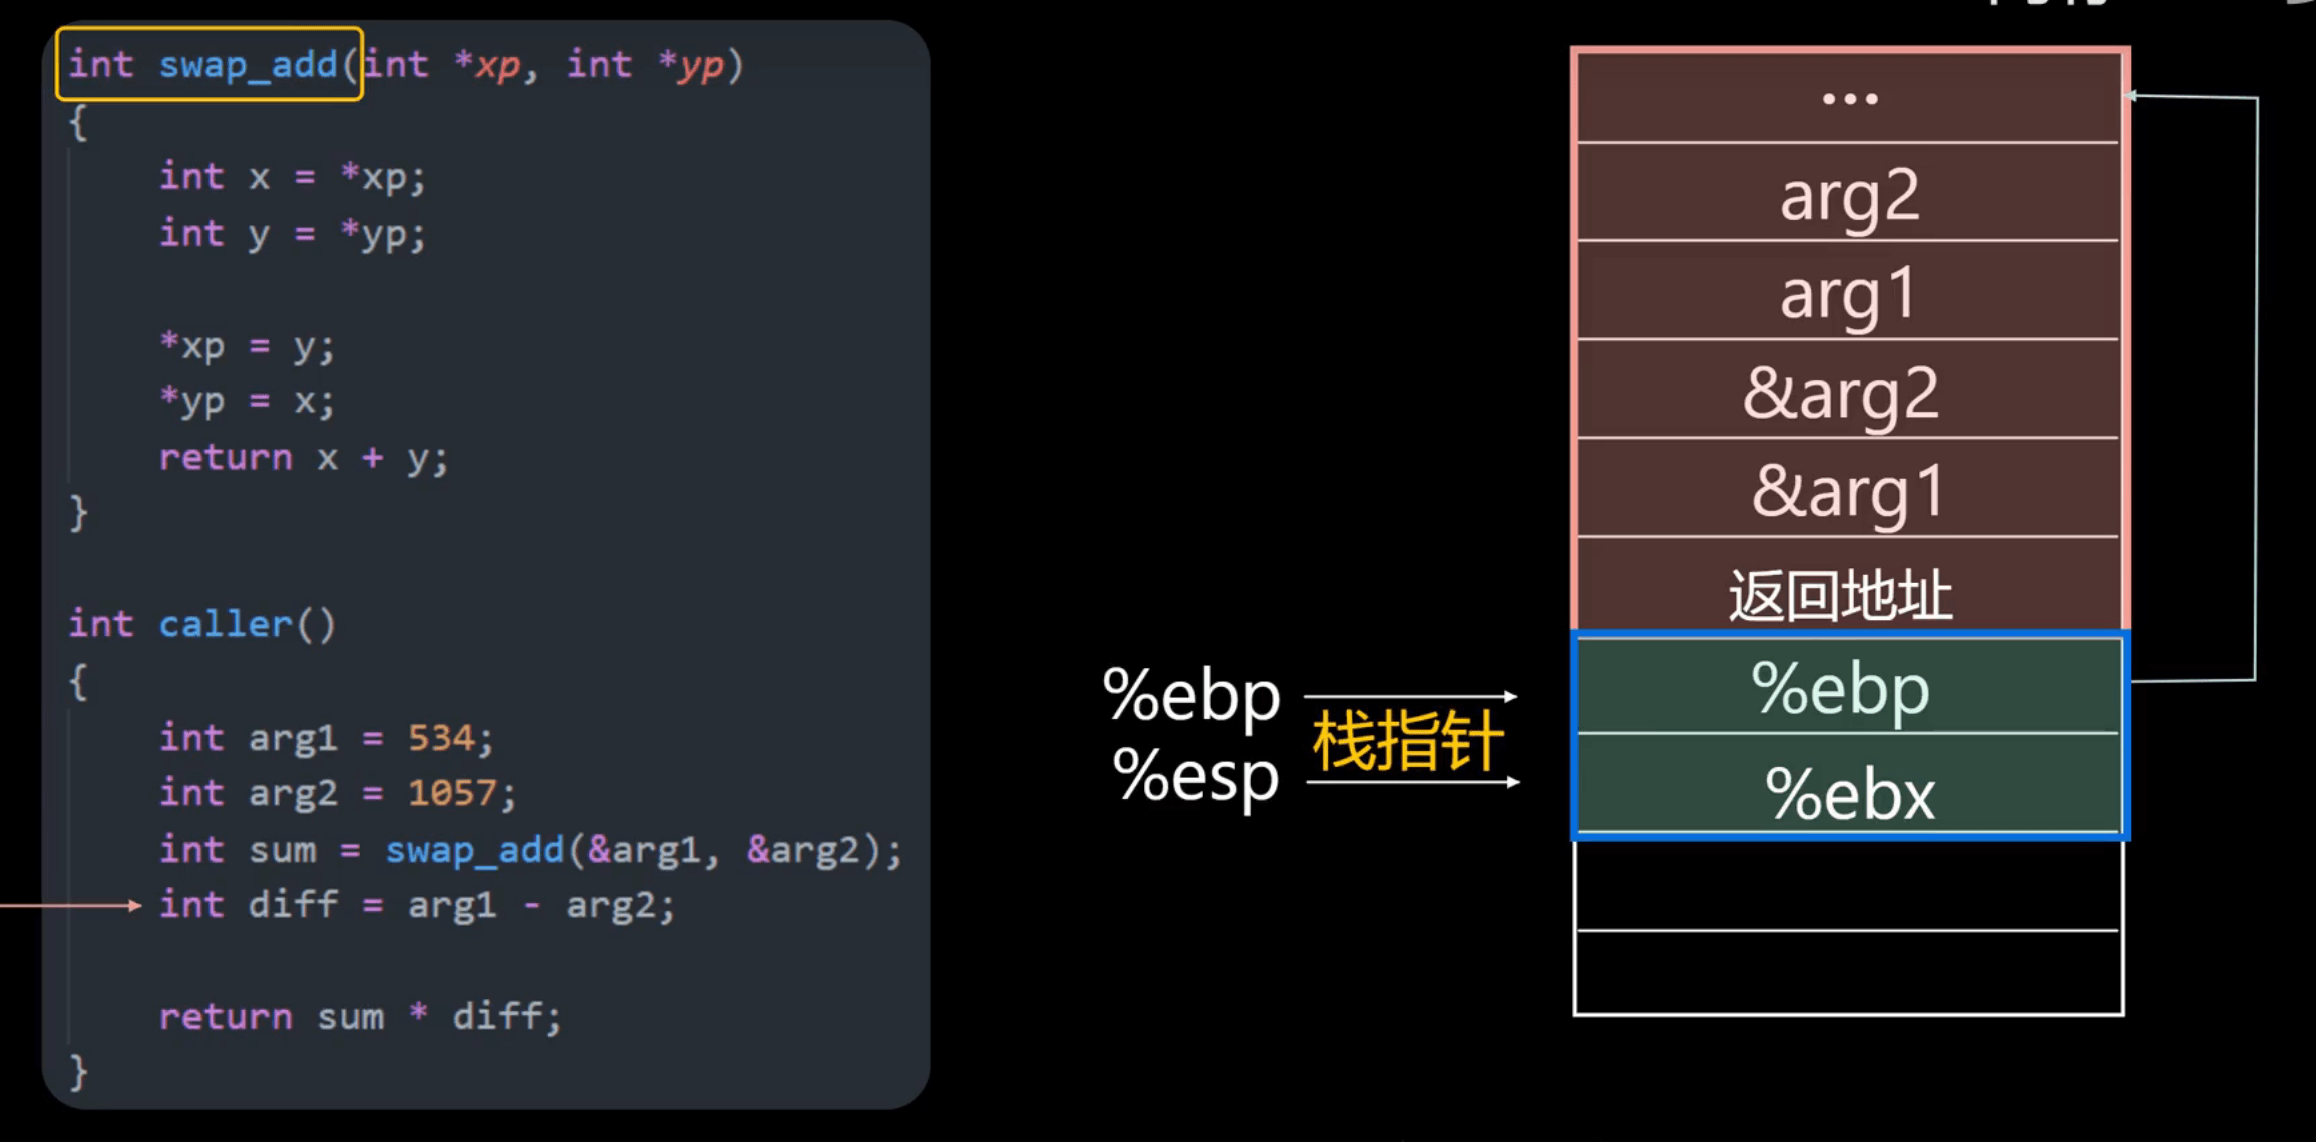 int swap_add(int *xp, int *yp)
{
int x = *xp;
int y = *yp;
*xp = y;
*yp = x;
return x + y;
}
int caller()
{
int arg1 = 534;
int arg2 = 1057;
int sum = swap_add(&arg1, &arg2);
int diff = arg1 - arg2;
return sum * diff;
}
%ebp
栈指针
%esp
...
arg2
arg1
&arg2
&arg1
返回地址
%ebp
%ebx